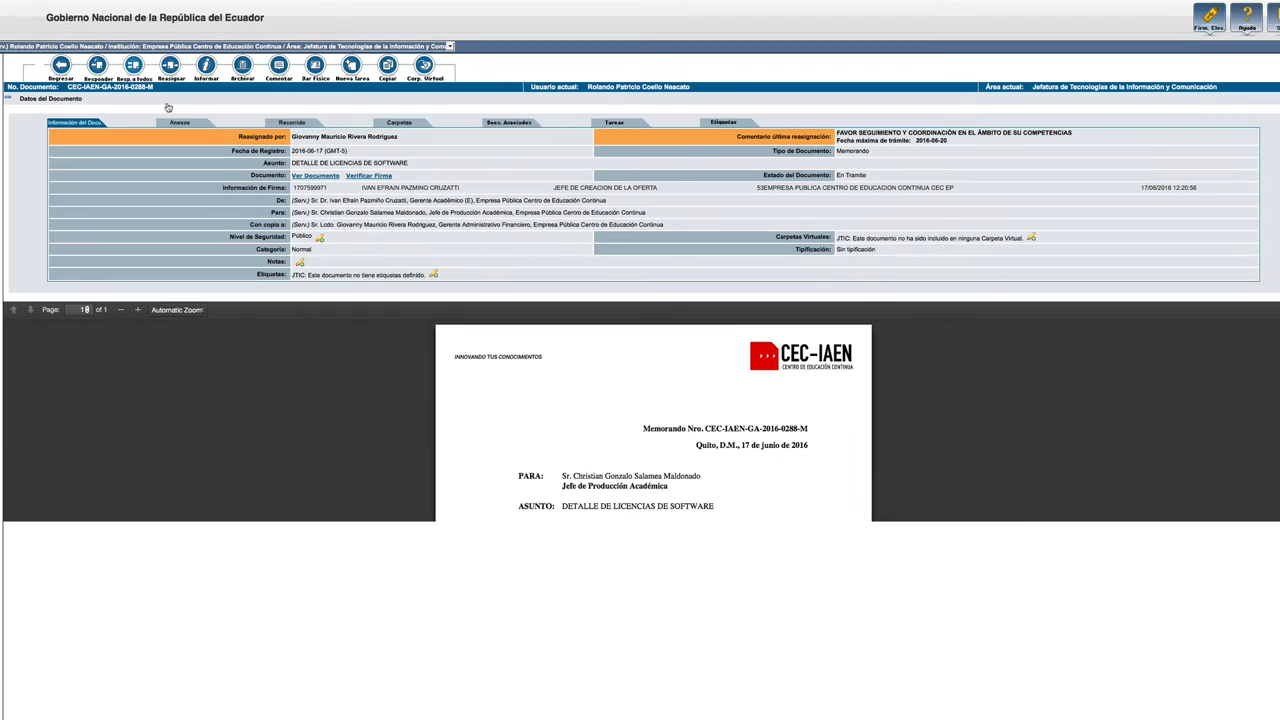 Gobierno Nacional de la República del Ecuador
Firm. Elec.
Ayuda
.) Rolando Patricio Coello Neacato / Institución: Empresa Pública Centro de Educación Continua / Área: Jefatura de Tecnologías de la Información y Com
Regresar Responder Resp. a Todos Reasignar Informar Archivar Comentar Dar Físico Nueva Tarea Copiar Carp. Virtual
No. Documento: CEC-IAEN-GA-2016-0288-M Usuario actual: Rolando Patricio Coello Neacato Área actual: Jefatura de Tecnologías de la Información y Comunicación
Datos del Documento
Información del Docu Anexos Recorrido Carpetas Docs. Asociados Tareas Etiquetas
Reasignado por: Giovanny Mauricio Rivera Rodriguez Comentario última reasignación: FAVOR SEGUIMIENTO Y COORDINACIÓN EN EL ÁMBITO DE SU COMPETENCIAS
Fecha máxima de trámite: 2016-06-20
Fecha de Registro: 2016-06-17 (GMT-5) Tipo de Documento: Memorando
Asunto: DETALLE DE LICENCIAS DE SOFTWARE
Documento: Ver Documento Verificar Firma Estado del Documento: En Tramite
Información de Firma: 1707599971 IVAN EFRAIN PAZMINO CRUZATTI JEFE DE CREACION DE LA OFERTA 53EMPRESA PUBLICA CENTRO DE EDUCACION CONTINUA CEC EP 17/06/2016 12:20:56
De: (Serv.) Sr. Dr. Ivan Efrain Pazmiño Cruzati, Gerente Académico (E), Empresa Pública Centro de Educación Continua
Para: (Serv.) Sr. Christian Gonzalo Salamea Maldonado, Jefe de Producción Académica, Empresa Pública Centro de Educación Continua
Con copia a: (Serv.) Sr. Lcdo. Giovanny Mauricio Rivera Rodriguez, Gerente Administrativo Financiero, Empresa Pública Centro de Educación Continua
Nivel de Seguridad: Público Carpetas Virtuales: JTIC: Este documento no ha sido incluido en ninguna Carpeta Virtual.
Categoría: Normal Tipificación: Sin tipificación
Notas:
Etiquetas: JTIC: Este documento no tiene etiquetas definido.
Page: 1 of 1 − + Automatic Zoom
INNOVANDO TUS CONOCIMIENTOS
CEC-IAEN
CENTRO DE EDUCACIÓN CONTINUA
Memorando Nro. CEC-IAEN-GA-2016-0288-M
Quito, D.M., 17 de junio de 2016
PARA: Sr. Christian Gonzalo Salamea Maldonado
Jefe de Producción Académica
ASUNTO: DETALLE DE LICENCIAS DE SOFTWARE